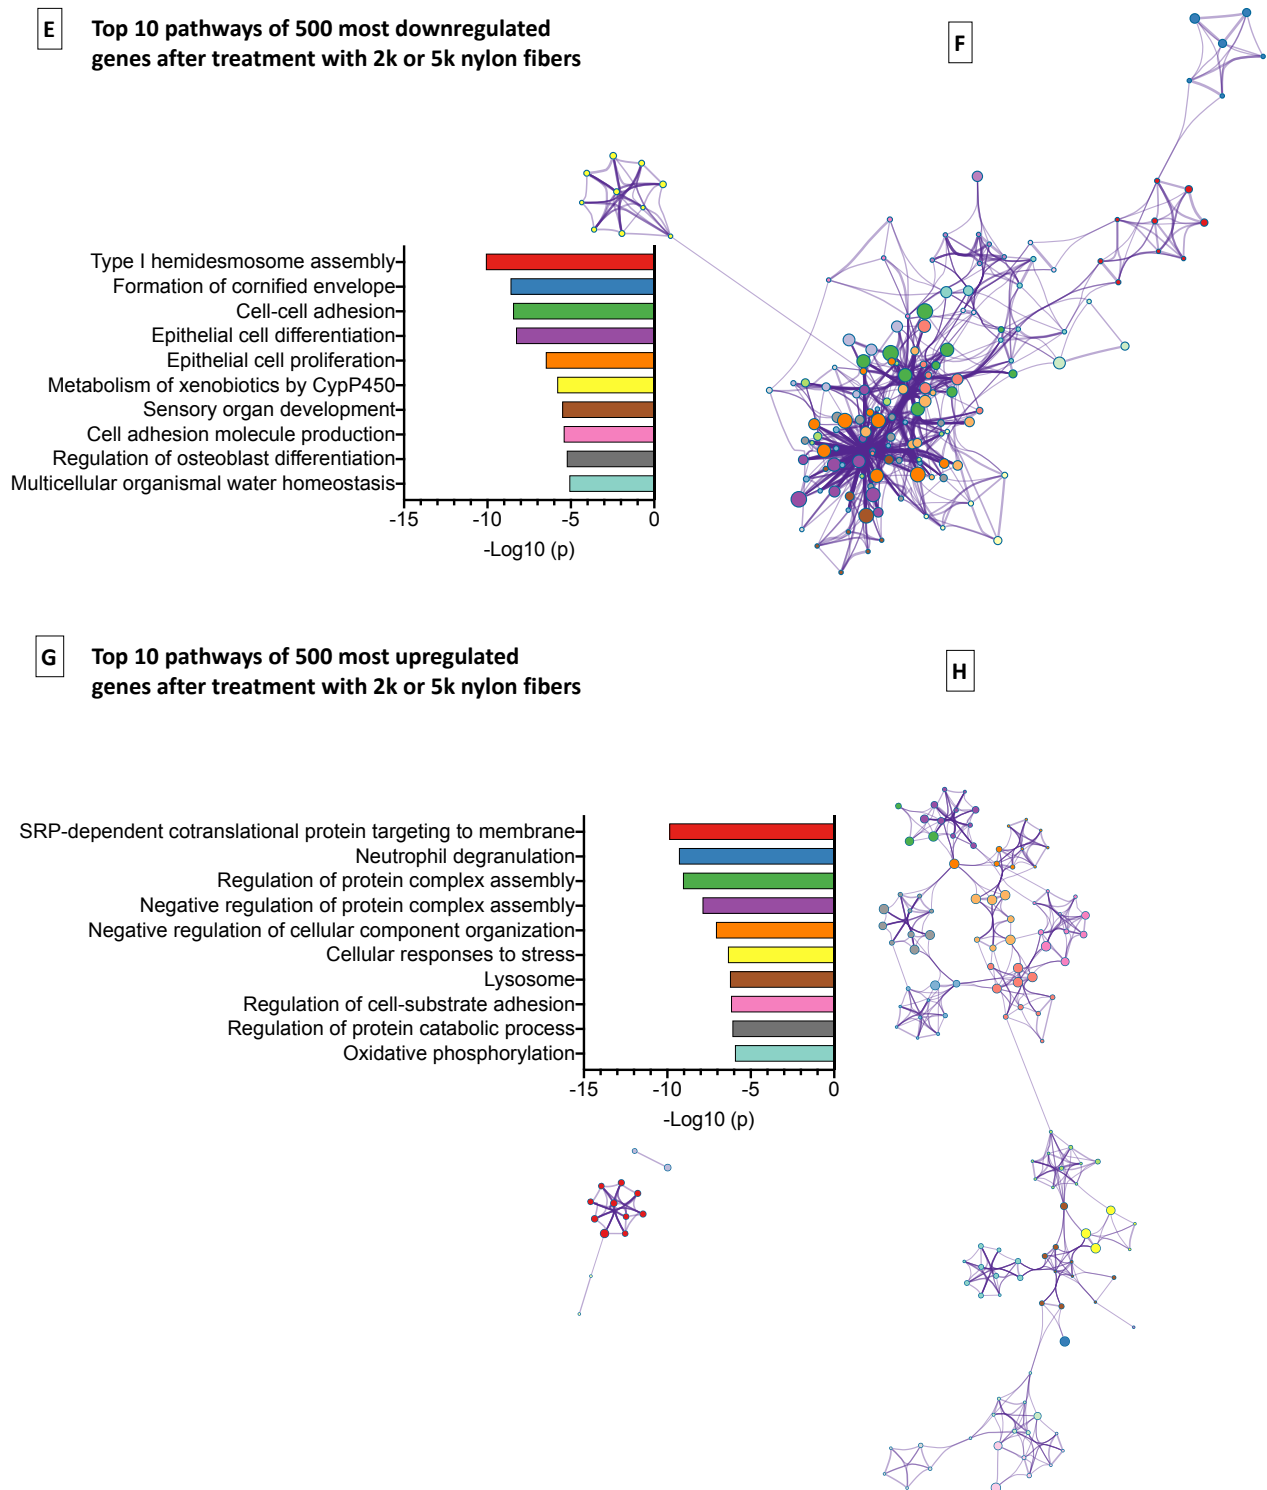 E
Top 10 pathways of 500 most downregulated
genes after treatment with 2k or 5k nylon fibers
F
Type I hemidesmosome assembly
Formation of cornified envelope
Cell-cell adhesion
Epithelial cell differentiation
Epithelial cell proliferation
Metabolism of xenobiotics by CypP450
Sensory organ development
Cell adhesion molecule production
Regulation of osteoblast differentiation
Multicellular organismal water homeostasis
-15 -10 -5 0
-Log10 (p)
G
Top 10 pathways of 500 most upregulated
genes after treatment with 2k or 5k nylon fibers
H
SRP-dependent cotranslational protein targeting to membrane
Neutrophil degranulation
Regulation of protein complex assembly
Negative regulation of protein complex assembly
Negative regulation of cellular component organization
Cellular responses to stress
Lysosome
Regulation of cell-substrate adhesion
Regulation of protein catabolic process
Oxidative phosphorylation
-15 -10 -5 0
-Log10 (p)